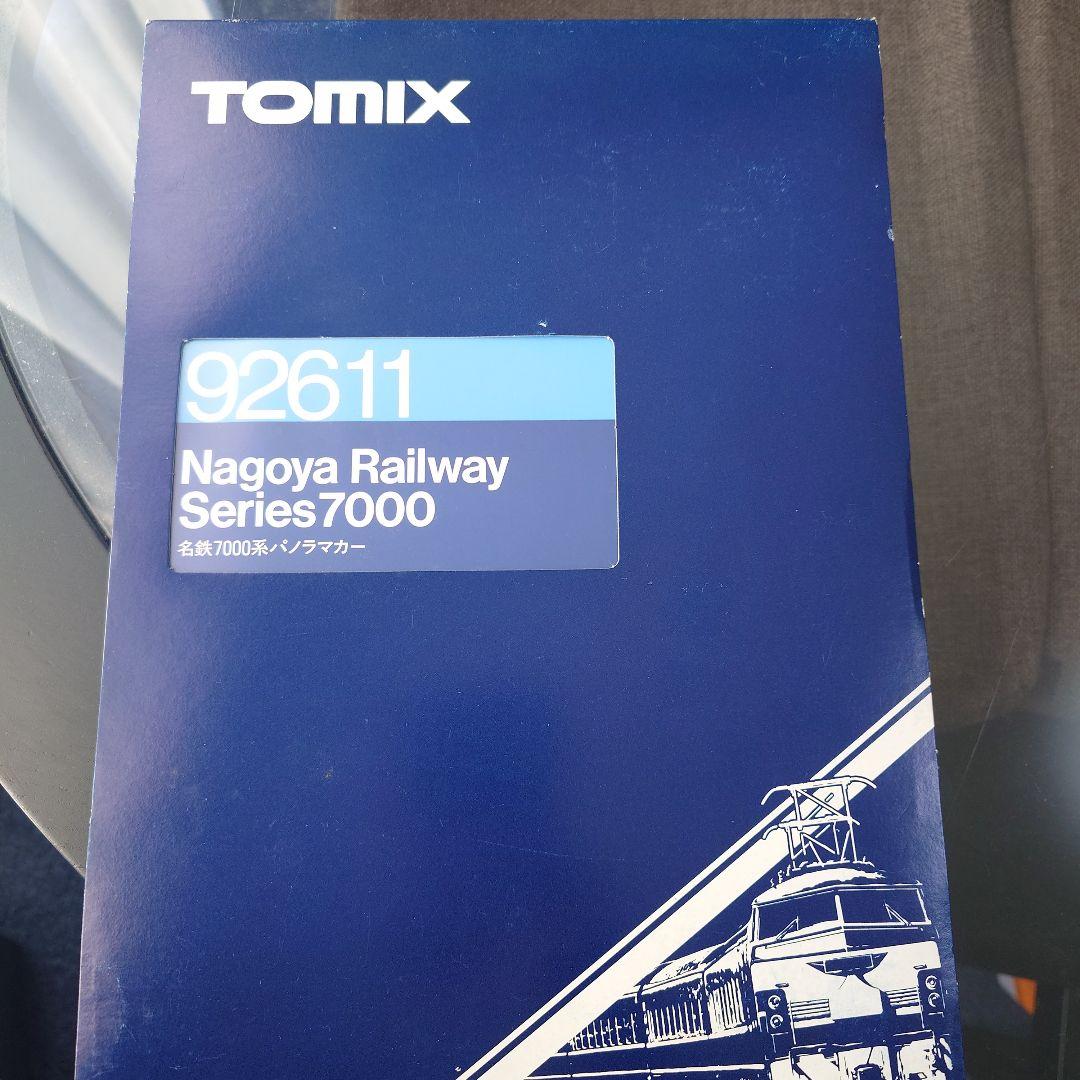 TOMIX
92611
Nagoya Railway
Series7000
名鉄7000系パノラマカー